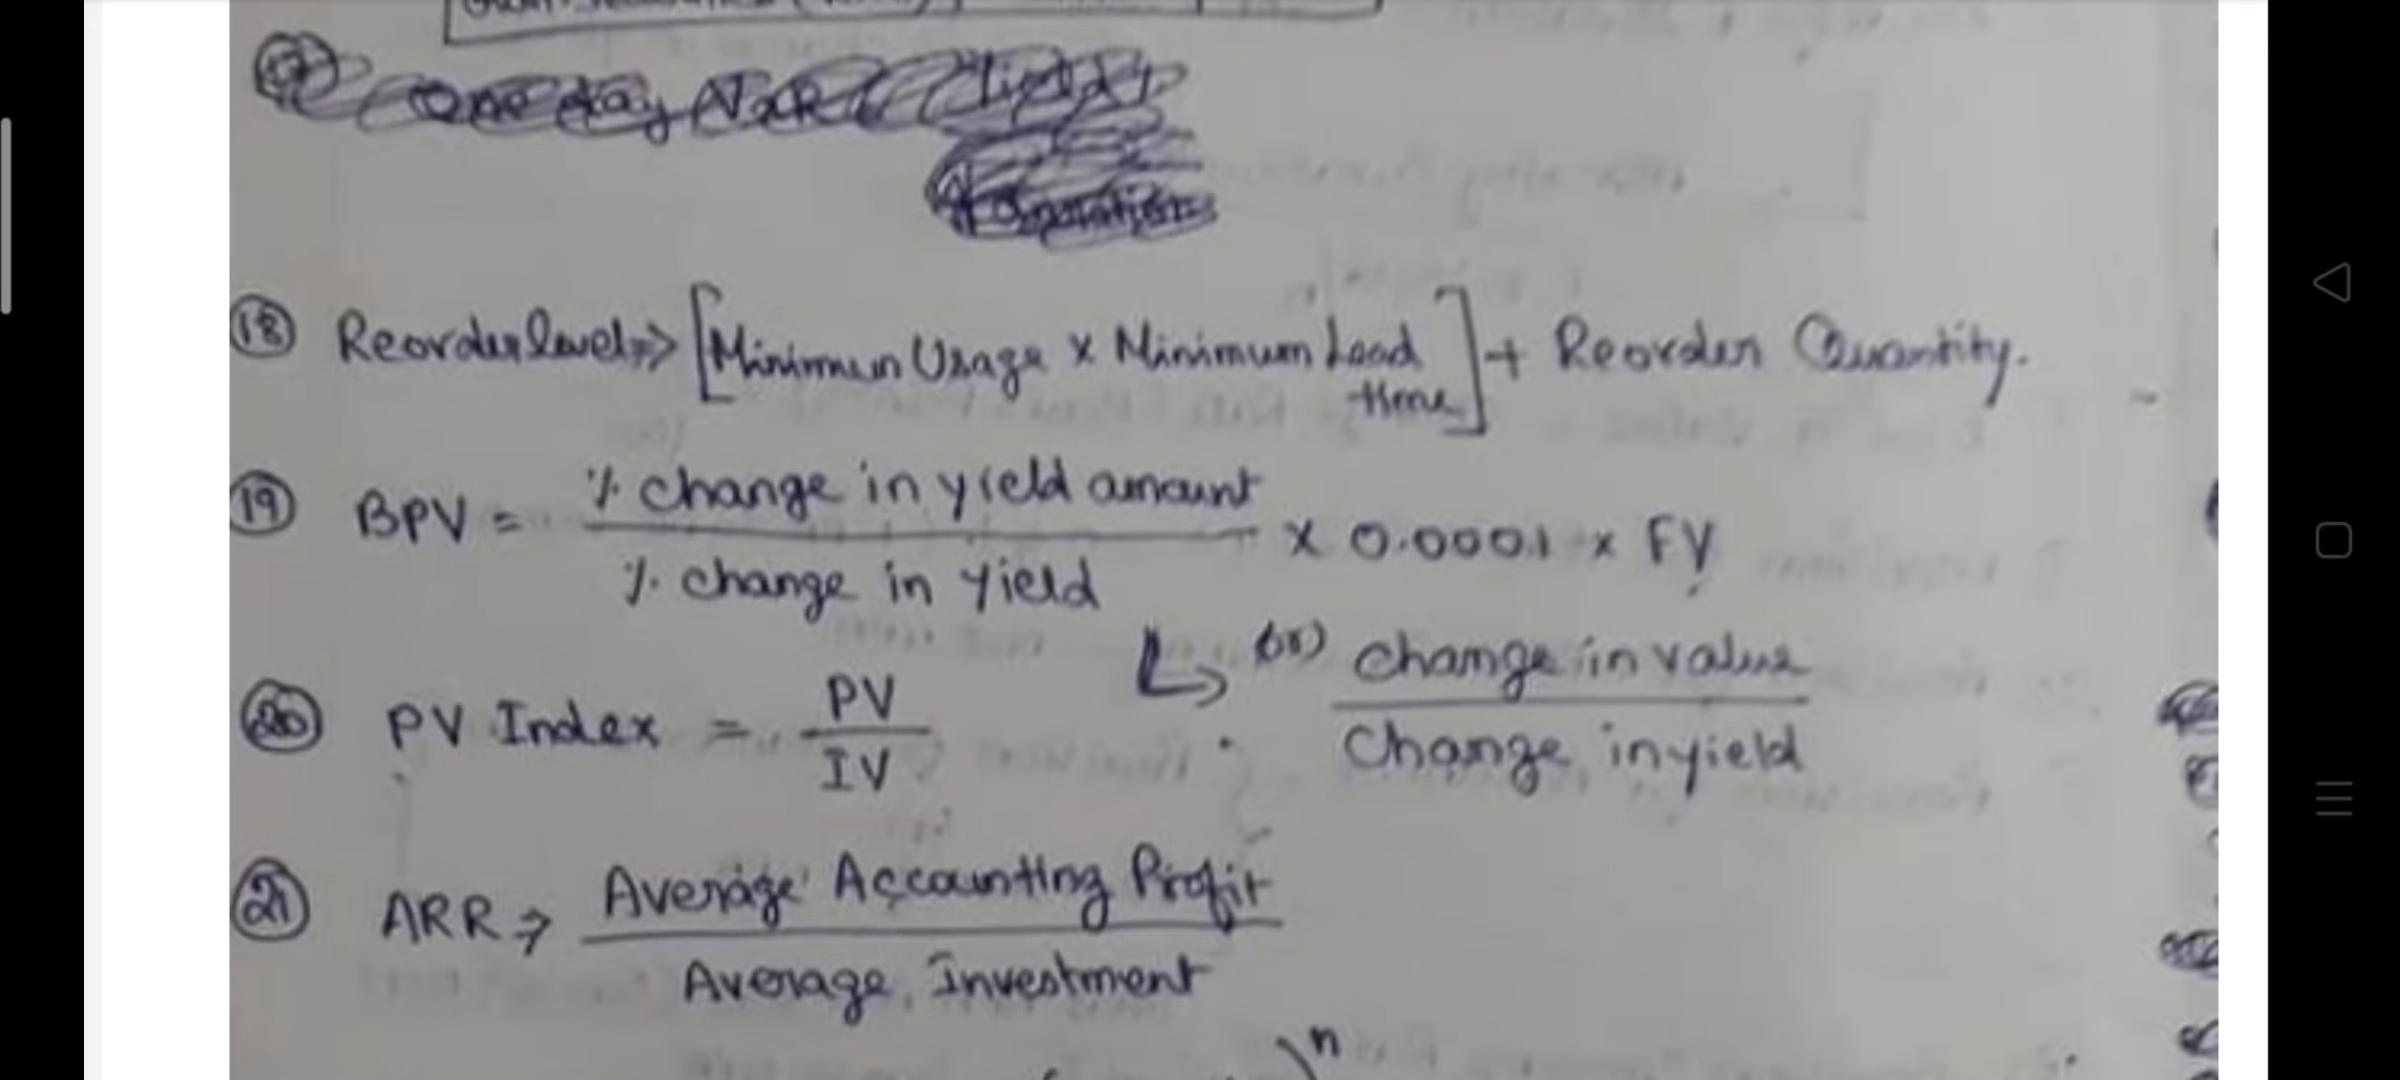 18 Reorder level => [Minimum Usage x Minimum Lead time] + Reorder Quantity.
19 BPV = % change in yield amount / % change in yield x 0.0001 x FV
(or) change in value / Change in yield
20 PV Index = PV / IV
21 ARR => Average Accounting Profit / Average Investment
n